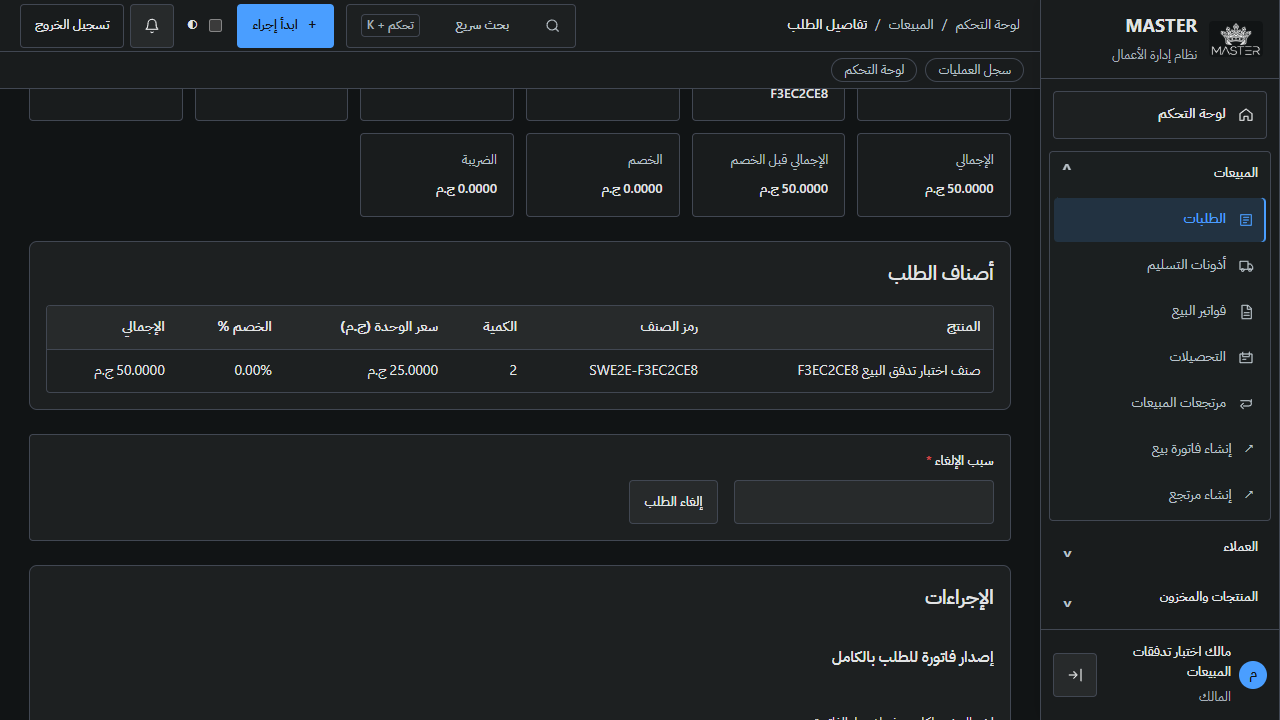 MASTER
MASTER
نظام إدارة الأعمال
لوحة التحكم
المبيعات
الطلبات
أذونات التسليم
فواتير البيع
التحصيلات
مرتجعات المبيعات
إنشاء فاتورة بيع
إنشاء مرتجع
العملاء
المنتجات والمخزون
مالك اختبار تدفقات المبيعات
المالك
م
لوحة التحكم / المبيعات / تفاصيل الطلب
بحث سريع
تحكم + K
+ ابدأ إجراء
تسجيل الخروج
سجل العمليات
لوحة التحكم
F3EC2CE8
الإجمالي
50.0000 ج.م
الإجمالي قبل الخصم
50.0000 ج.م
الخصم
0.0000 ج.م
الضريبة
0.0000 ج.م
أصناف الطلب
المنتج رمز الصنف الكمية سعر الوحدة (ج.م) الخصم % الإجمالي
صنف اختبار تدفق البيع F3EC2CE8 SWE2E-F3EC2CE8 2 25.0000 ج.م 0.00% 50.0000 ج.م
سبب الإلغاء *
إلغاء الطلب
الإجراءات
إصدار فاتورة للطلب بالكامل